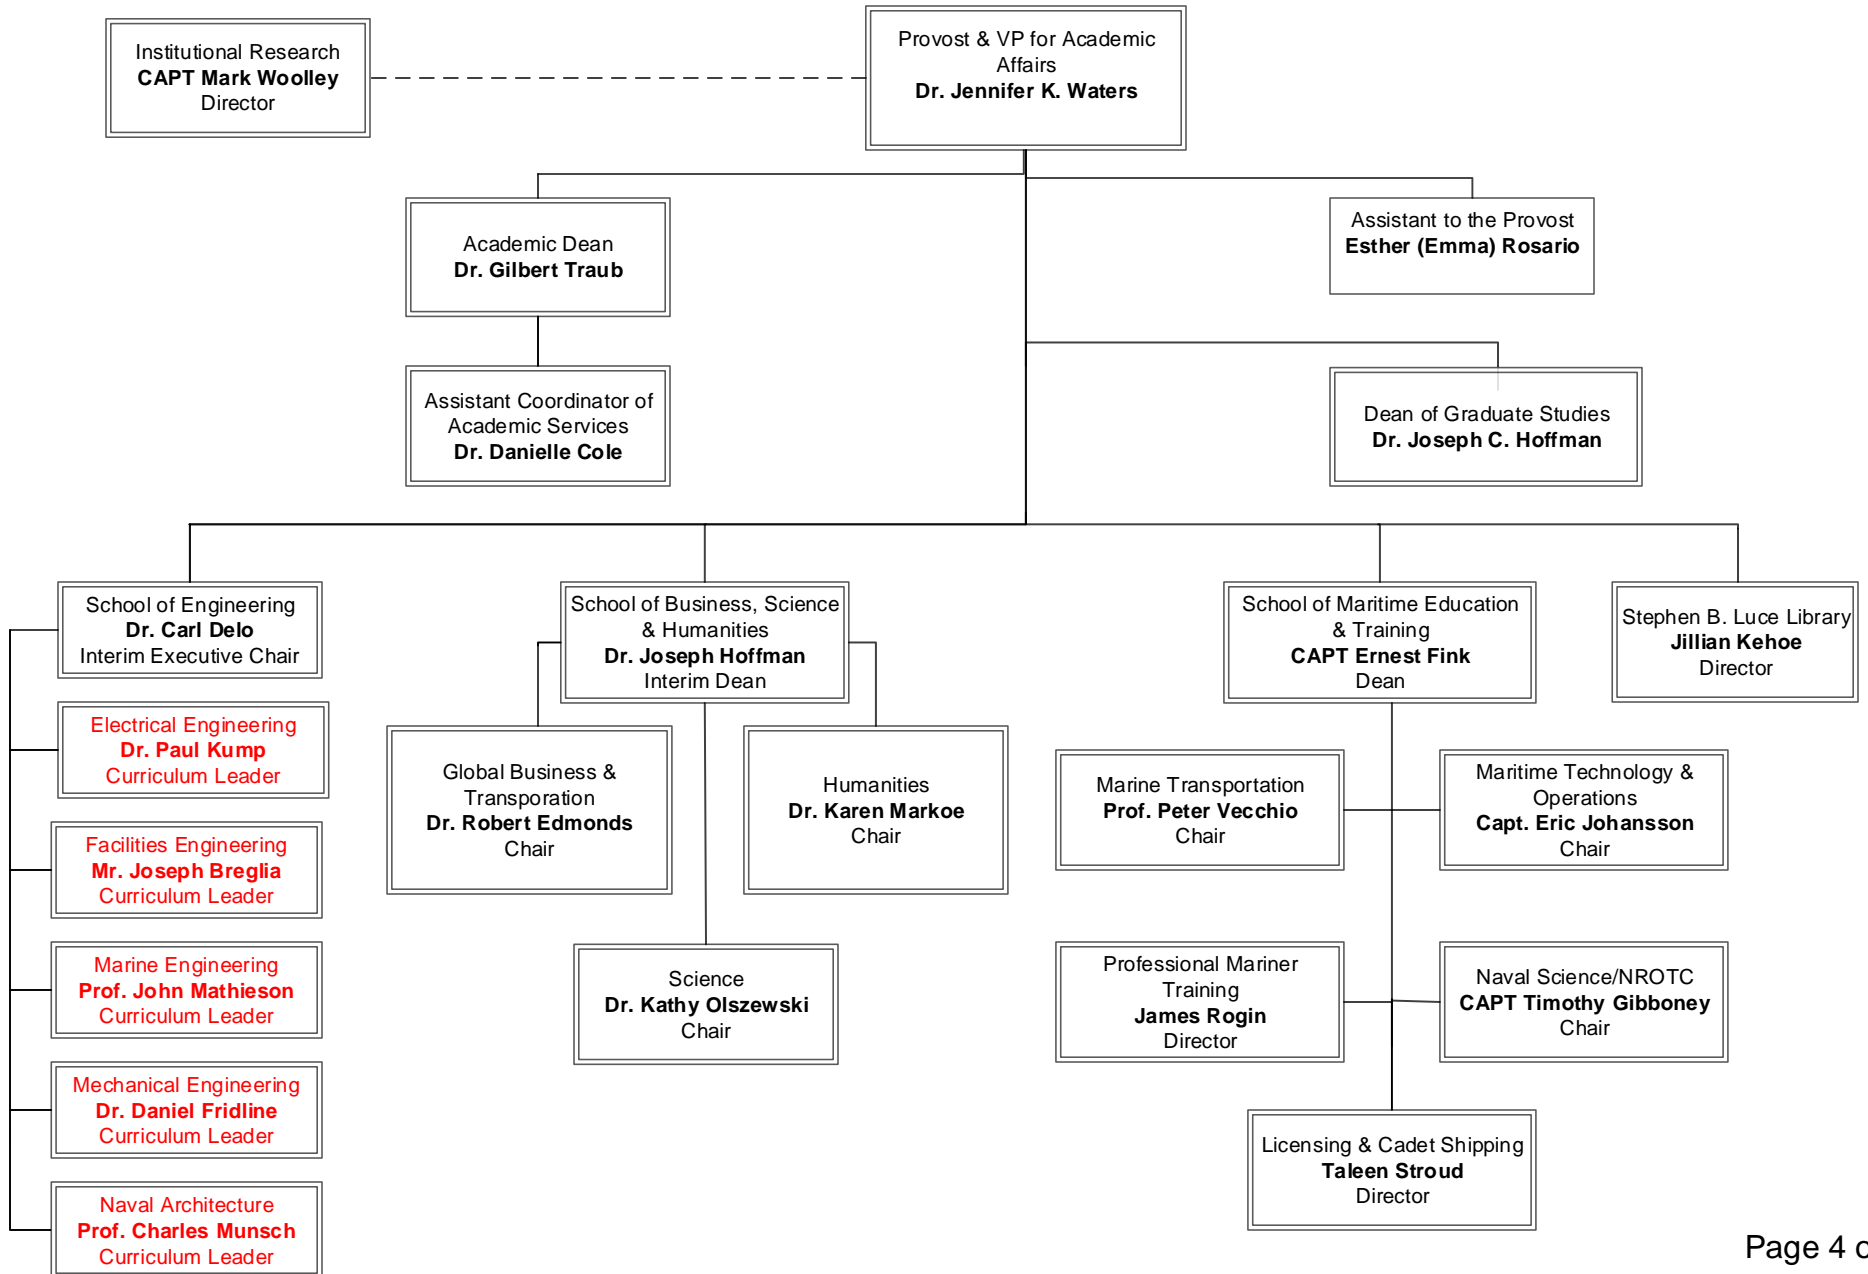 Institutional Research
CAPT Mark Woolley
Director
Provost & VP for Academic
Affairs
Dr. Jennifer K. Waters
Academic Dean
Dr. Gilbert Traub
Assistant to the Provost
Esther (Emma) Rosario
Assistant Coordinator of
Academic Services
Dr. Danielle Cole
Dean of Graduate Studies
Dr. Joseph C. Hoffman
School of Engineering
Dr. Carl Delo
Interim Executive Chair
School of Business, Science
& Humanities
Dr. Joseph Hoffman
Interim Dean
School of Maritime Education
& Training
CAPT Ernest Fink
Dean
Stephen B. Luce Library
Jillian Kehoe
Director
Electrical Engineering
Dr. Paul Kump
Curriculum Leader
Facilities Engineering
Mr. Joseph Breglia
Curriculum Leader
Marine Engineering
Prof. John Mathieson
Curriculum Leader
Mechanical Engineering
Dr. Daniel Fridline
Curriculum Leader
Naval Architecture
Prof. Charles Munsch
Curriculum Leader
Global Business &
Transporation
Dr. Robert Edmonds
Chair
Humanities
Dr. Karen Markoe
Chair
Science
Dr. Kathy Olszewski
Chair
Marine Transportation
Prof. Peter Vecchio
Chair
Maritime Technology &
Operations
Capt. Eric Johansson
Chair
Professional Mariner
Training
James Rogin
Director
Naval Science/NROTC
CAPT Timothy Gibboney
Chair
Licensing & Cadet Shipping
Taleen Stroud
Director
Page 4 o